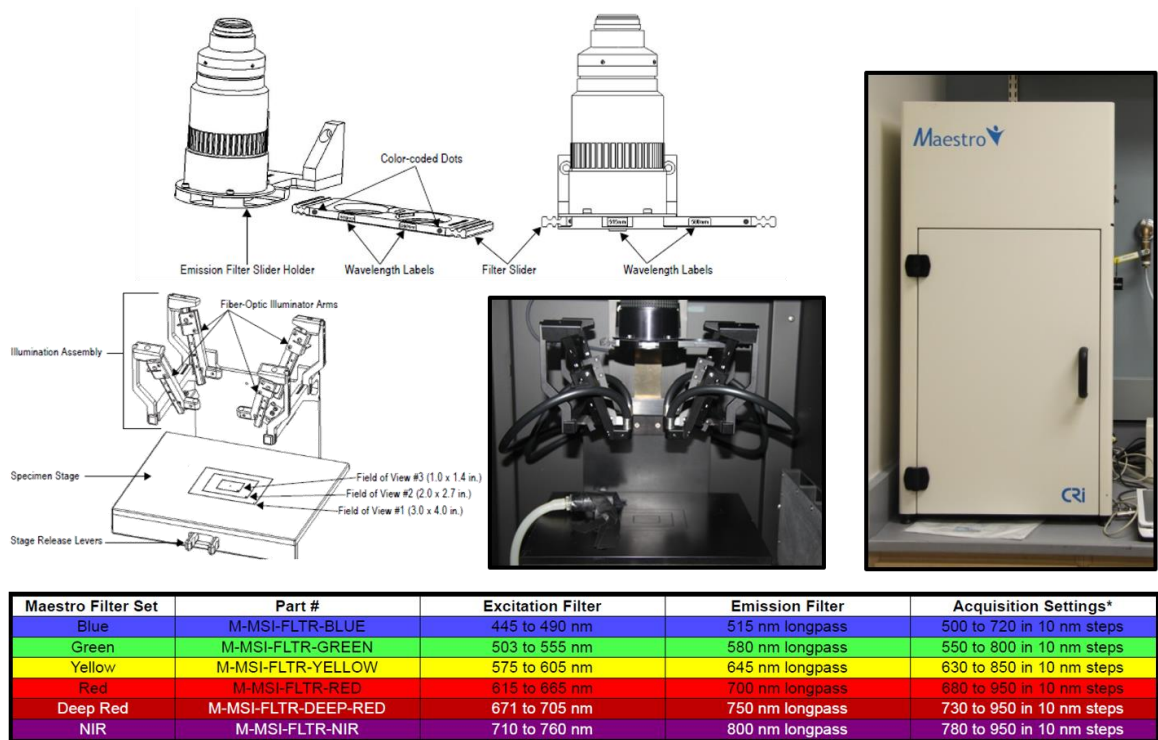 Color-coded Dots
Emission Filter Slider Holder
Wavelength Labels
Filter Slider
Wavelength Labels
Fiber-Optic Illuminator Arms
Illumination Assembly
Specimen Stage
Field of View #3 (1.0 x 1.4 in.)
Field of View #2 (2.0 x 2.7 in.)
Field of View #1 (3.0 x 4.0 in.)
Stage Release Levers
Maestro
CRi
Maestro Filter Set Part # Excitation Filter Emission Filter Acquisition Settings*
Blue M-MSI-FLTR-BLUE 445 to 490 nm 515 nm longpass 500 to 720 in 10 nm steps
Green M-MSI-FLTR-GREEN 503 to 555 nm 580 nm longpass 550 to 800 in 10 nm steps
Yellow M-MSI-FLTR-YELLOW 575 to 605 nm 645 nm longpass 630 to 850 in 10 nm steps
Red M-MSI-FLTR-RED 615 to 665 nm 700 nm longpass 680 to 950 in 10 nm steps
Deep Red M-MSI-FLTR-DEEP-RED 671 to 705 nm 750 nm longpass 730 to 950 in 10 nm steps
NIR M-MSI-FLTR-NIR 710 to 760 nm 800 nm longpass 780 to 950 in 10 nm steps